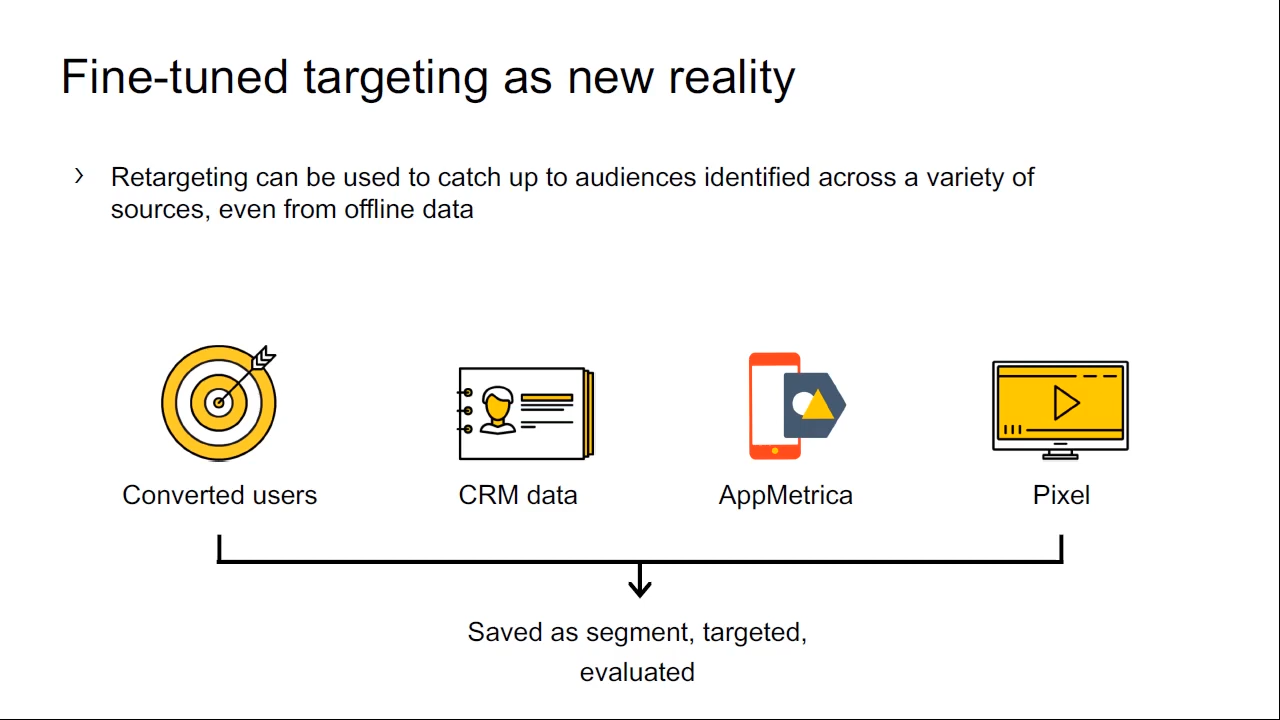 Fine-tuned targeting as new reality
› Retargeting can be used to catch up to audiences identified across a variety of
sources, even from offline data
Converted users
CRM data
AppMetrica
Pixel
Saved as segment, targeted,
evaluated